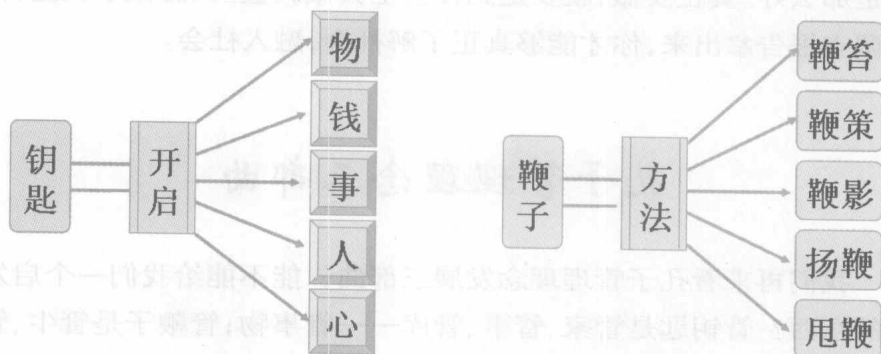 钥匙
开启
物
钱
事
人
心
鞭子
方法
鞭笞
鞭策
鞭影
扬鞭
甩鞭